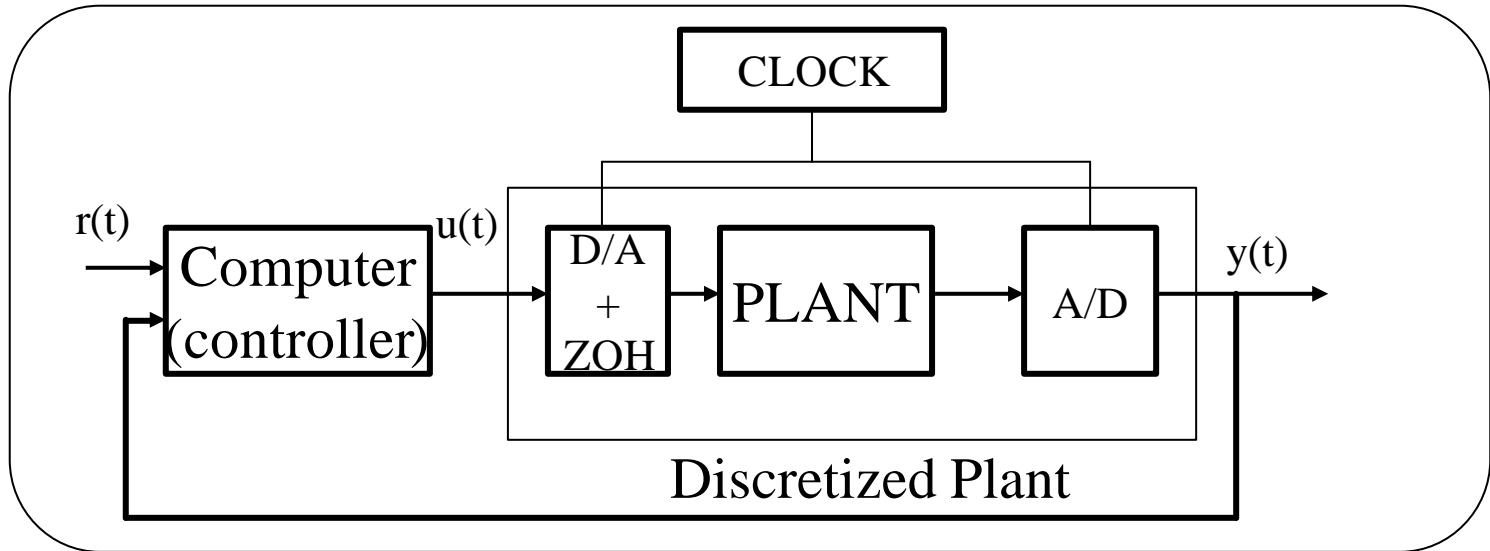 CLOCK
r(t)
Computer
(controller)
u(t)
D/A
+
ZOH
PLANT
A/D
y(t)
Discretized Plant